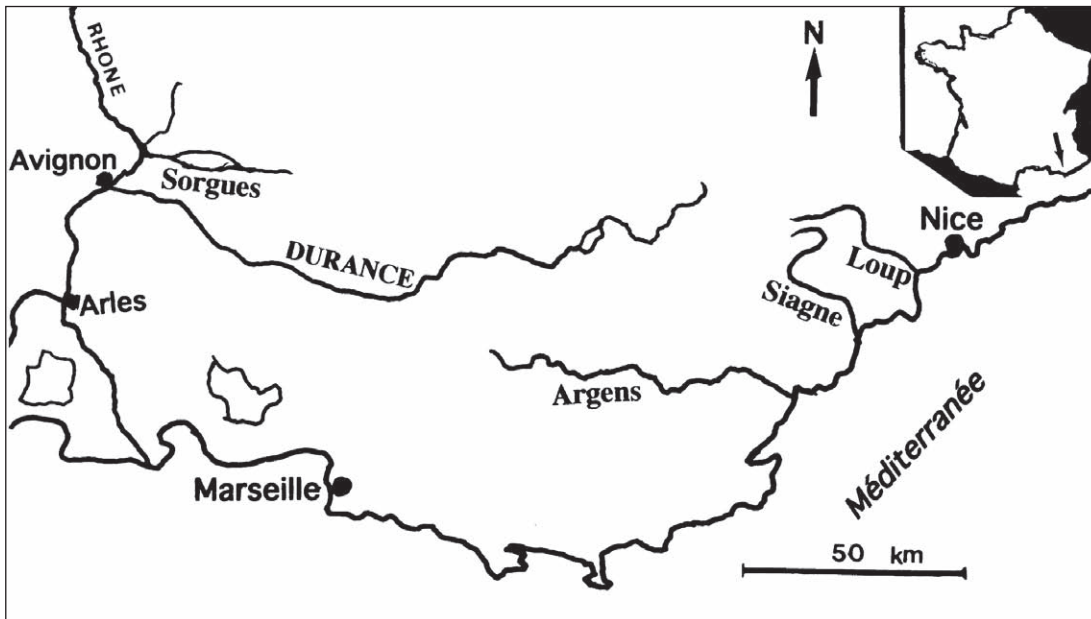 RHONE
N
Avignon
Sorgues
Nice
DURANCE
Loup
Siagne
Arles
Argens
Méditerranée
Marseille
50 km